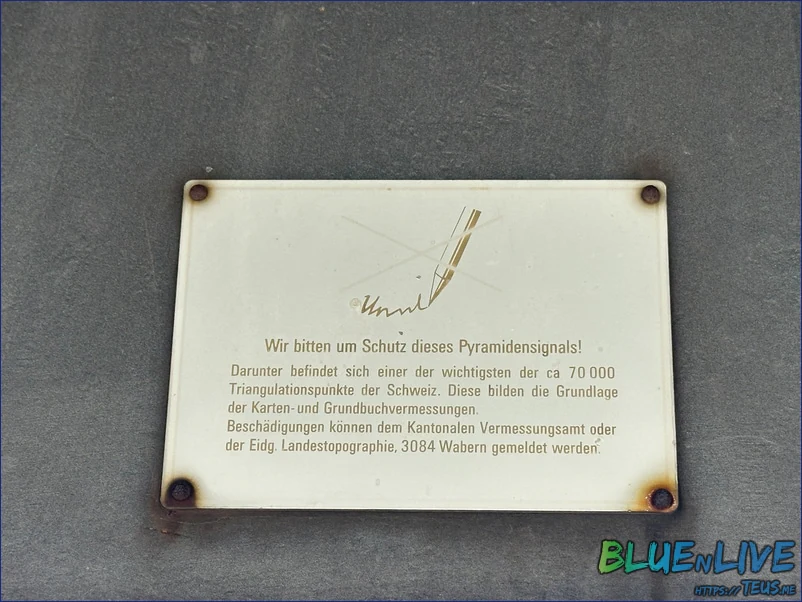 Wir bitten um Schutz dieses Pyramidensignals!
Darunter befindet sich einer der wichtigsten der ca 70 000
Triangulationspunkte der Schweiz. Diese bilden die Grundlage
der Karten- und Grundbuchvermessungen.
Beschädigungen können dem Kantonalen Vermessungsamt oder
der Eidg. Landestopographie, 3084 Wabern gemeldet werden.
BLUEnLIVE
HTTPS://TEUS.ME